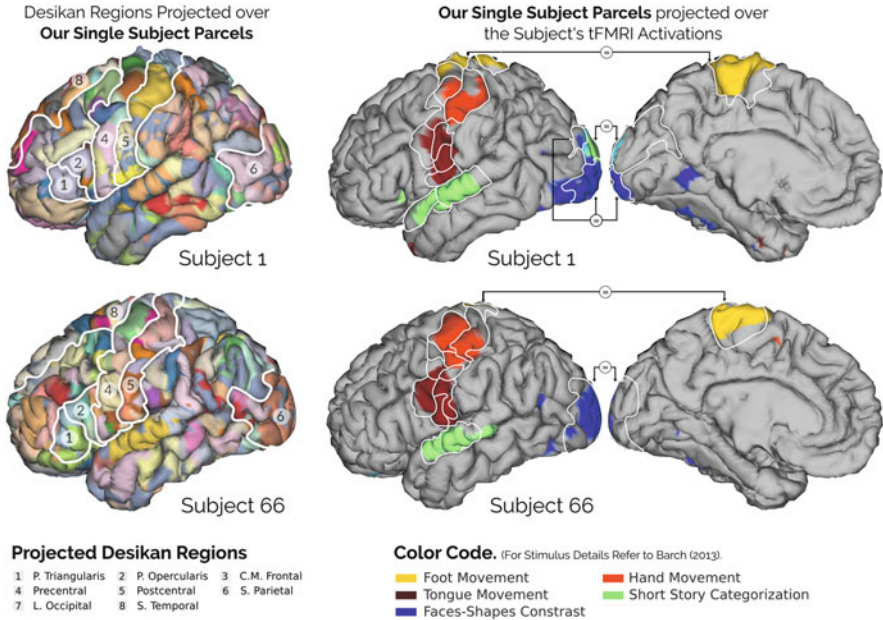 Desikan Regions Projected over
Our Single Subject Parcels
Our Single Subject Parcels projected over
the Subject's tFMRI Activations
8
4
5
2
1
6
Subject 1
=
=
=
Subject 1
8
4
5
2
1
6
Subject 66
=
=
Subject 66
Projected Desikan Regions
1 P. Triangularis 2 P. Opercularis 3 C.M. Frontal
4 Precentral 5 Postcentral 6 S. Parietal
7 L. Occipital 8 S. Temporal
Color Code. (For Stimulus Details Refer to Barch (2013).
Foot Movement Hand Movement
Tongue Movement Short Story Categorization
Faces-Shapes Constrast